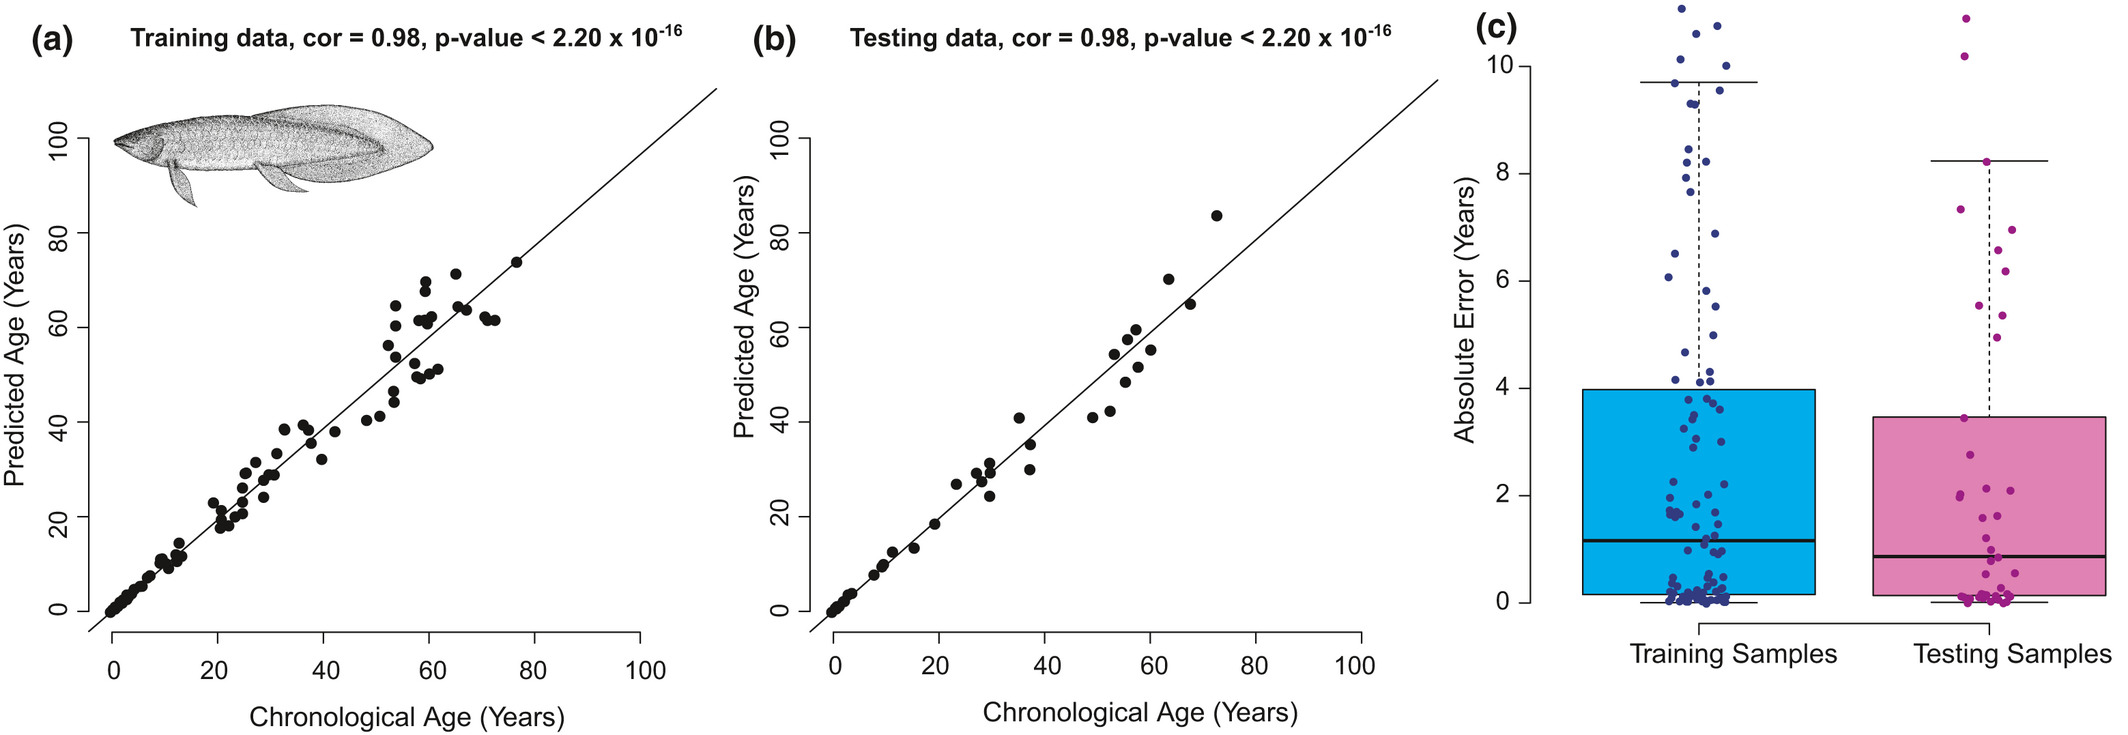 (a) Training data, cor = 0.98, p-value < 2.20 x 10-16
Predicted Age (Years)
100
80
60
40
20
0
0 20 40 60 80 100
Chronological Age (Years)
(b) Testing data, cor = 0.98, p-value < 2.20 x 10-16
Predicted Age (Years)
100
80
60
40
20
0
0 20 40 60 80 100
Chronological Age (Years)
(c)
Absolute Error (Years)
10
8
6
4
2
0
Training Samples Testing Samples